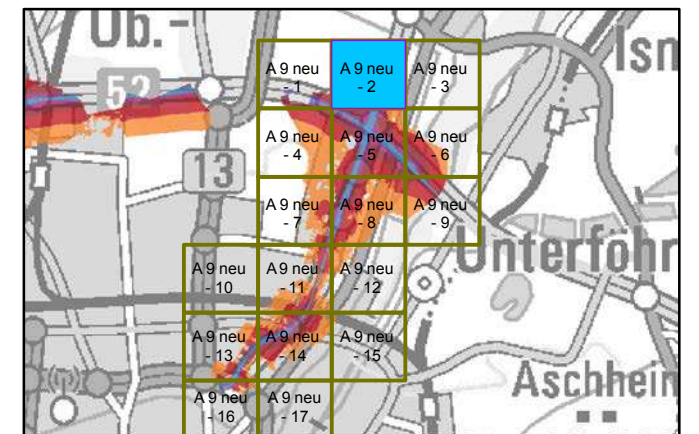 Ob.-
Isn
52
13
A 9 neu
- 1
A 9 neu
- 2
A 9 neu
- 3
A 9 neu
- 4
A 9 neu
- 5
A 9 neu
- 6
A 9 neu
- 7
A 9 neu
- 8
A 9 neu
- 9
Unterföhr
A 9 neu
- 10
A 9 neu
- 11
A 9 neu
- 12
A 9 neu
- 13
A 9 neu
- 14
A 9 neu
- 15
Aschhein
A 9 neu
- 16
A 9 neu
- 17